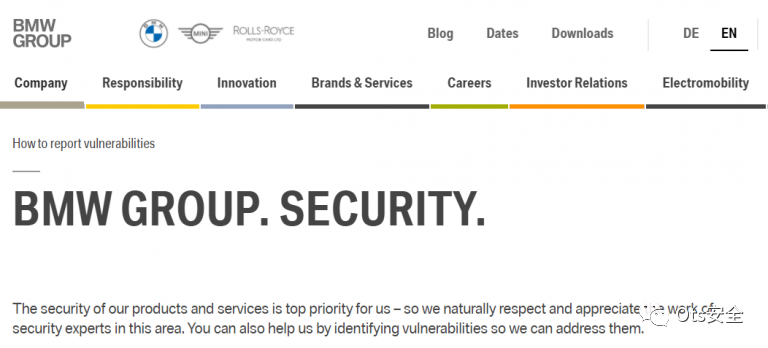 BMW
GROUP
MINI
ROLLS-ROYCE
MOTOR CARS LTD
Blog Dates Downloads DE EN
Company Responsibility Innovation Brands & Services Careers Investor Relations Electromobility
How to report vulnerabilities
BMW GROUP. SECURITY.
The security of our products and services is top priority for us – so we naturally respect and appreciate work of
security experts in this area. You can also help us by identifying vulnerabilities so we can address them.
Ots安全